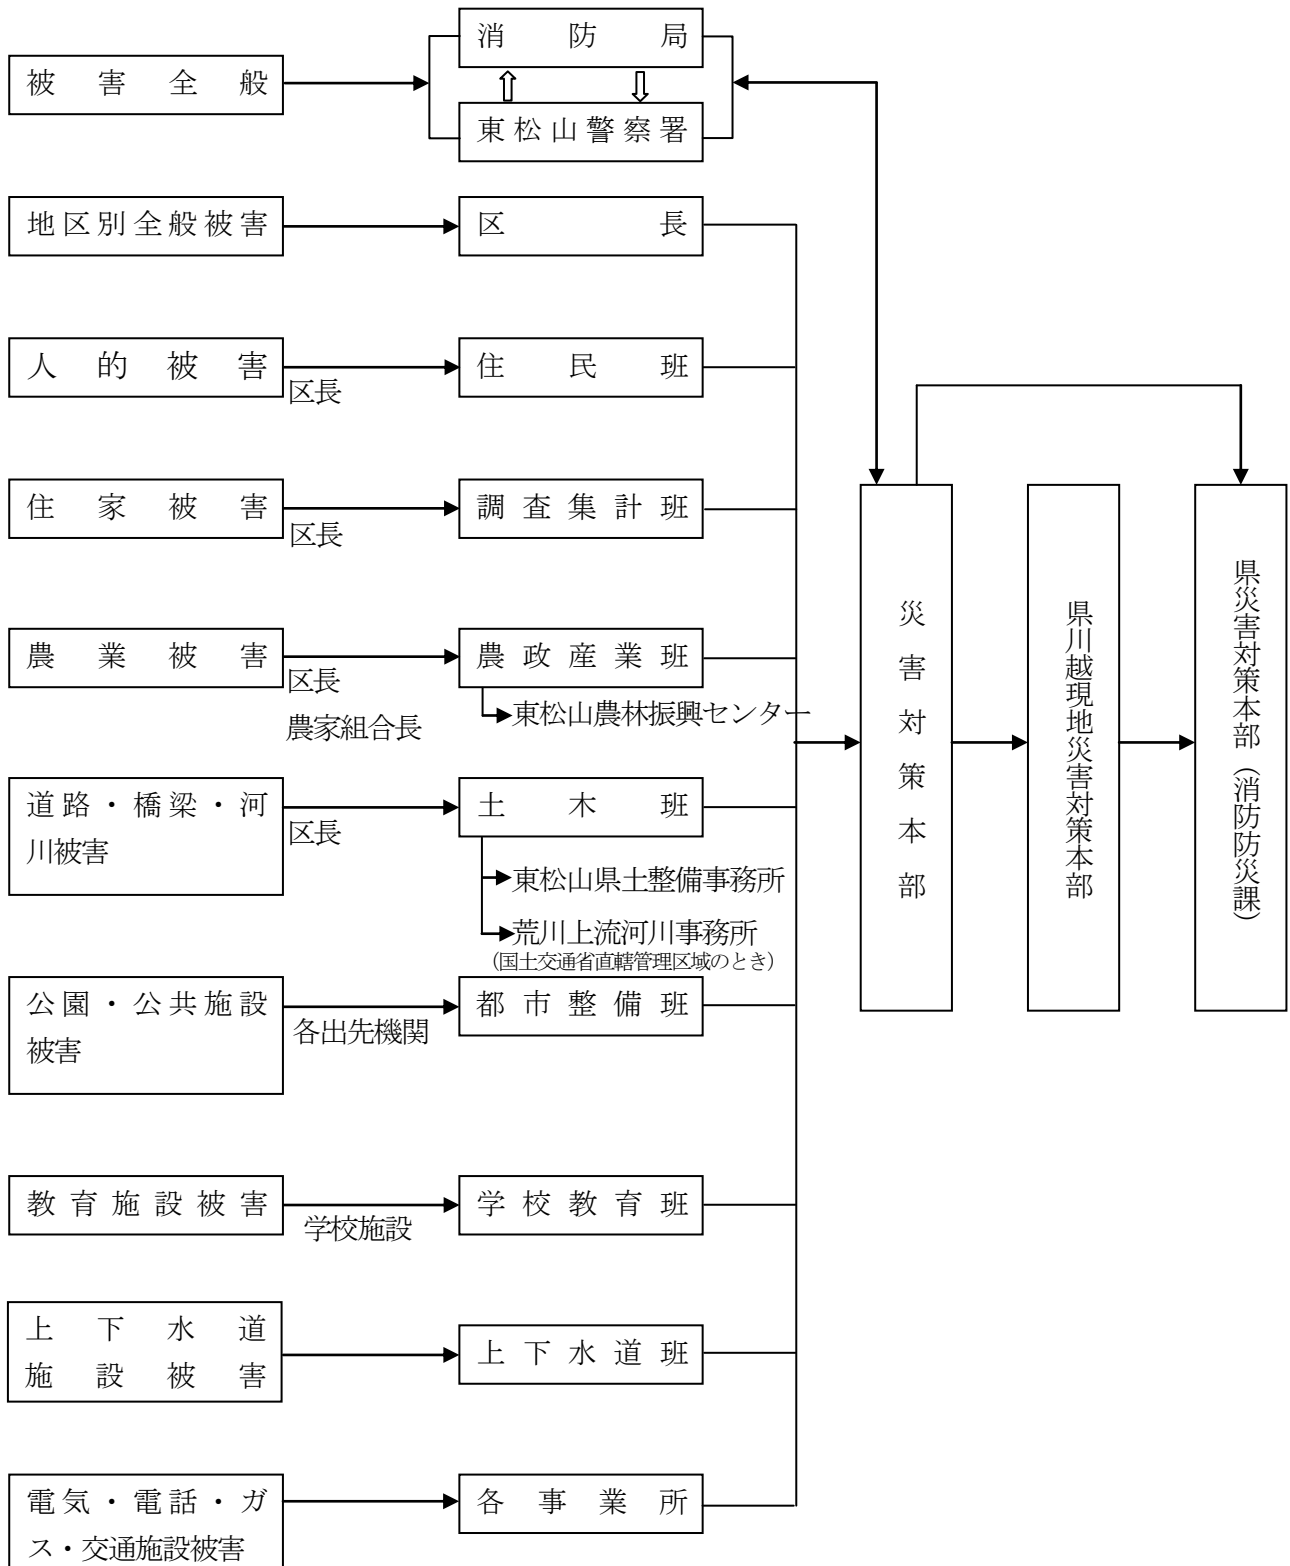 消防局
被害全般
東松山警察署
地区別全般被害
区長
人的被害
区長
住民班
住家被害
区長
調査集計班
農業被害
区長
農家組合長
農政産業班
東松山農林振興センター
道路・橋梁・河
川被害
区長
土木班
東松山県土整備事務所
荒川上流河川事務所
(国土交通省直轄管理区域のとき)
公園・公共施設
被害
各出先機関
都市整備班
教育施設被害
学校施設
学校教育班
上下水道
施設被害
上下水道班
電気・電話・ガ
ス・交通施設被害
各事業所
災害対策本部
県川越現地災害対策本部
県災害対策本部(消防防災課)